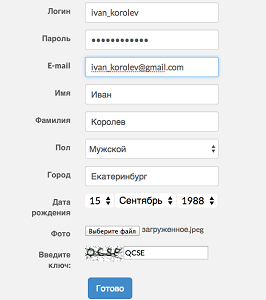 Логин ivan_korolev
Пароль ••••••••••••
E-mail ivan_korolev@gmail.com
Имя Иван
Фамилия Королев
Пол Мужской
Город Екатеринбург
Дата рождения 15 Сентябрь 1988
Фото Выберите файл загруженное.jpeg
Введите ключ: QCSE QCSE
Готово